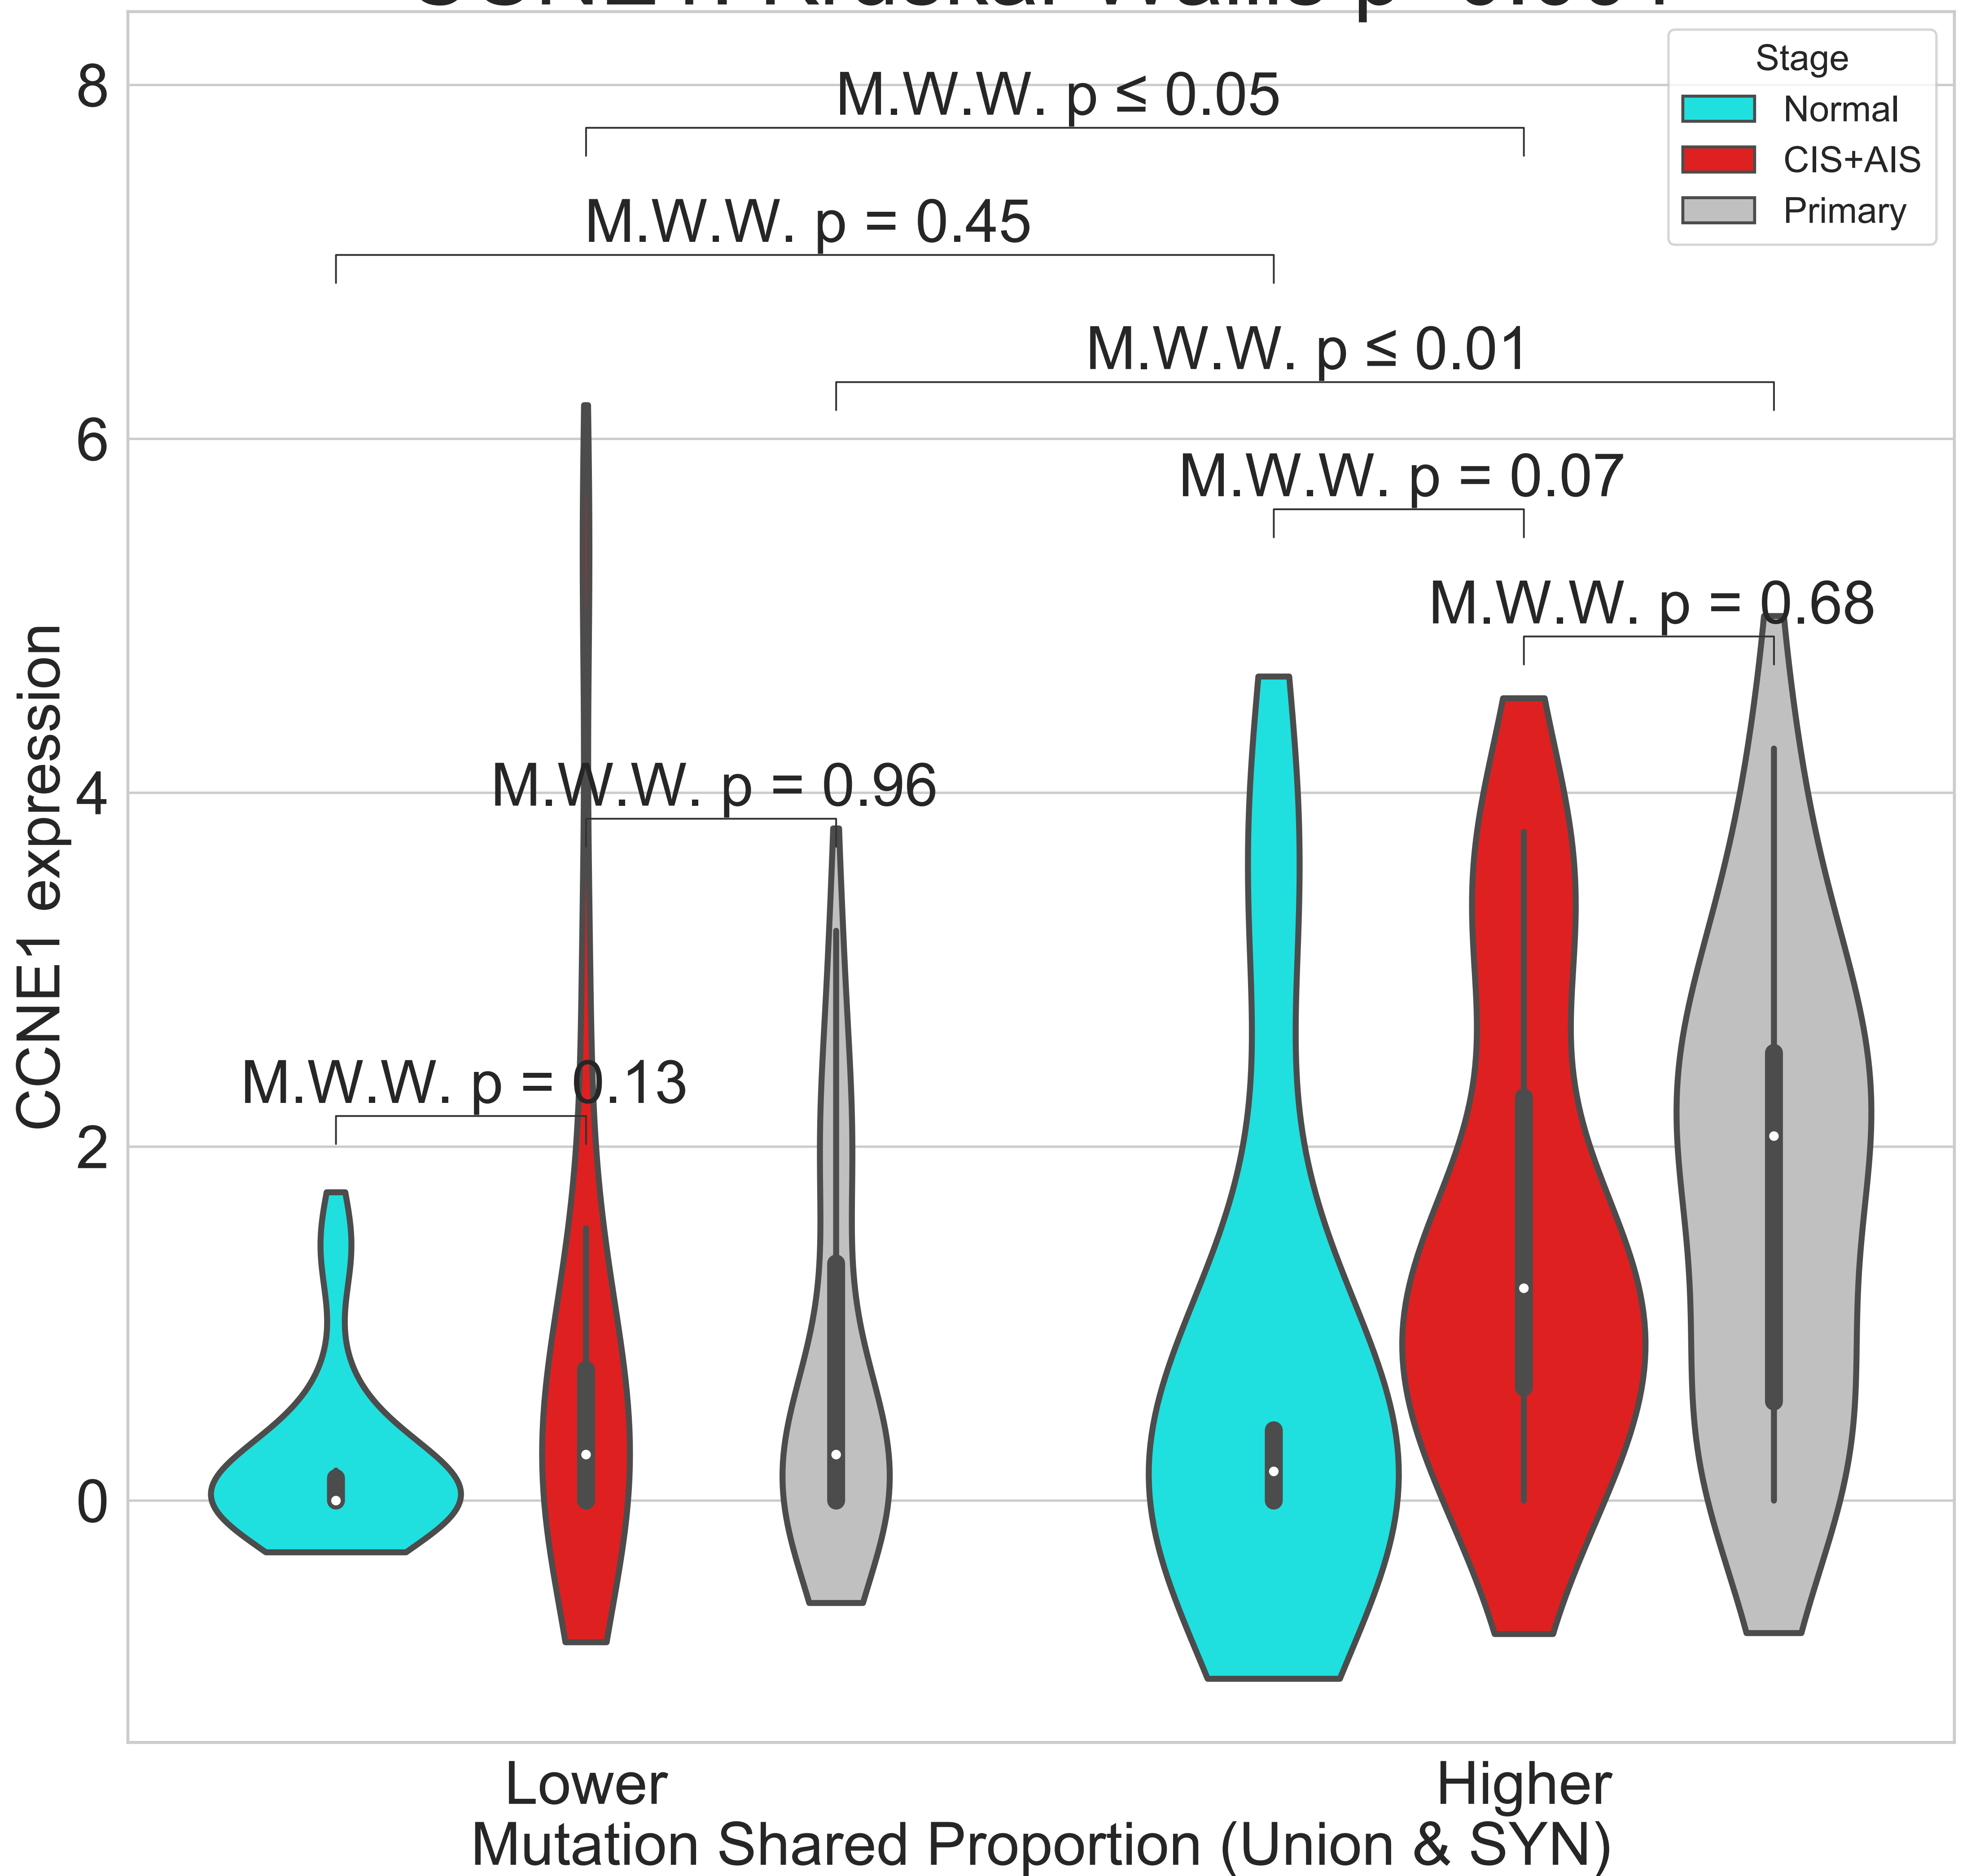 8
M.W.W. p ≤ 0.05
Stage
Normal
CIS+AIS
Primary
M.W.W. p = 0.45
M.W.W. p ≤ 0.01
6
M.W.W. p = 0.07
M.W.W. p = 0.68
CCNE1 expression
4
M.W.W. p = 0.96
M.W.W. p = 0.13
2
0
Lower
Higher
Mutation Shared Proportion (Union & SYN)